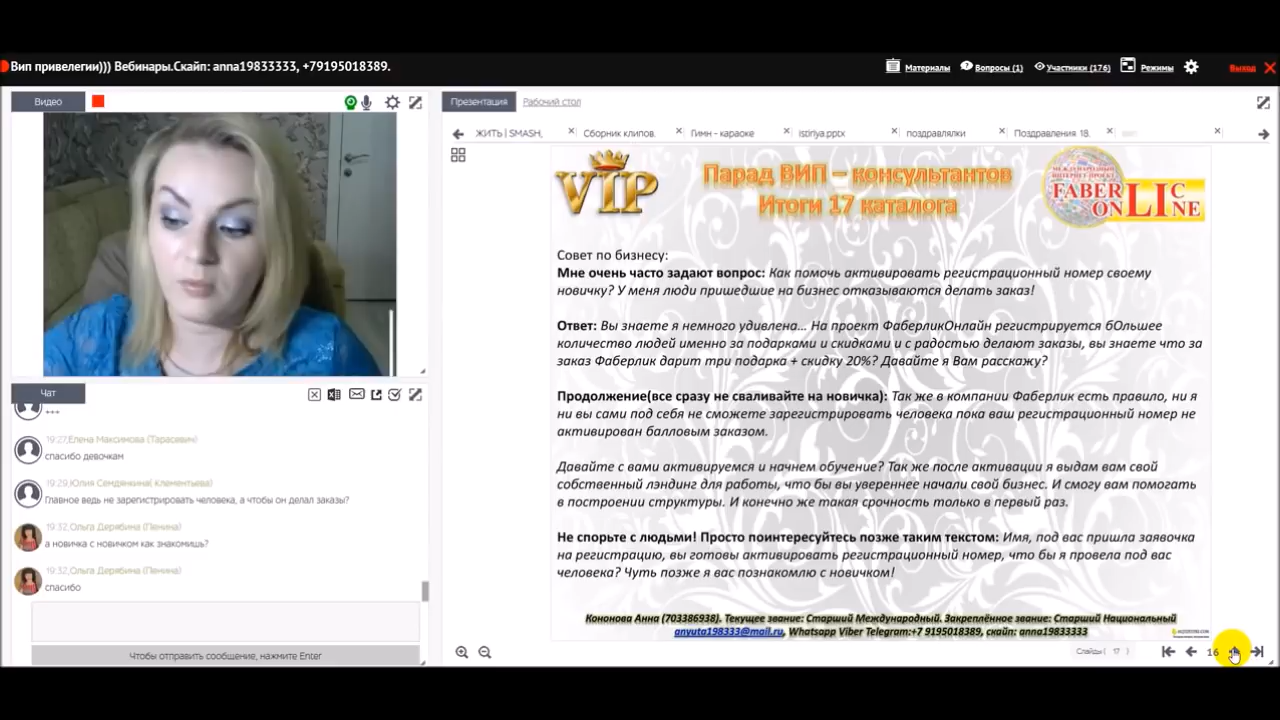 Вип привелегии))) Вебинары.Скайп: anna19833333, +79195018389.
Материалы
Вопросы (1)
Участники (176)
Режимы
Выход
Видео
Чат
+++
19:27,Елена Максимова (Тарасевич)
спасибо девочкам
19:29,Юлия Семдянкина( Клементьева)
Главное ведь не зарегистрировать человека, а чтобы он делал заказы?
19:32,Ольга Дерябина (Пенина)
а новичка с новичком как знакомишь?
19:32,Ольга Дерябина (Пенина)
спасибо
Чтобы отправить сообщение, нажмите Enter
Презентация
Рабочий стол
ЖИТЬ | SMASH,
Сборник клипов.
Гимн - караоке
istiriya.pptx
поздравлялки
Поздравления 18.
VIP
Парад ВИП – консультантов
Итоги 17 каталога
МЕЖДУНАРОДНЫЙ
ИНТЕРНЕТ-ПРОЕКТ
FABERLIC
ONLINE
Совет по бизнесу:
Мне очень часто задают вопрос: Как помочь активировать регистрационный номер своему
новичку? У меня люди пришедшие на бизнес отказываются делать заказ!
Ответ: Вы знаете я немного удивлена... На проект ФаберликОнлайн регистрируется бОльшее
количество людей именно за подарками и скидками и с радостью делают заказы, вы знаете что за
заказ Фаберлик дарит три подарка + скидку 20%? Давайте я Вам расскажу?
Продолжение(все сразу не сваливайте на новичка): Так же в компании Фаберлик есть правило, ни я
ни вы сами под себя не сможете зарегистрировать человека пока ваш регистрационный номер не
активирован балловым заказом.
Давайте с вами активируемся и начнем обучение? Так же после активации я выдам вам свой
собственный лэндинг для работы, что бы вы увереннее начали свой бизнес. И смогу вам помогать
в построении структуры. И конечно же такая срочность только в первый раз.
Не спорьте с людьми! Просто поинтересуйтесь позже таким текстом: Имя, под вас пришла заявочка
на регистрацию, вы готовы активировать регистрационный номер, что бы я провела под вас
человека? Чуть позже я вас познакомлю с новичком!
Кононова Анна (703386938). Текущее звание: Старший Международный. Закреплённое звание: Старший Национальный
anyuta198333@mail.ru, Whatsapp Viber Telegram:+7 9195018389, скайп: anna19833333
Слайды ( 17 )
16